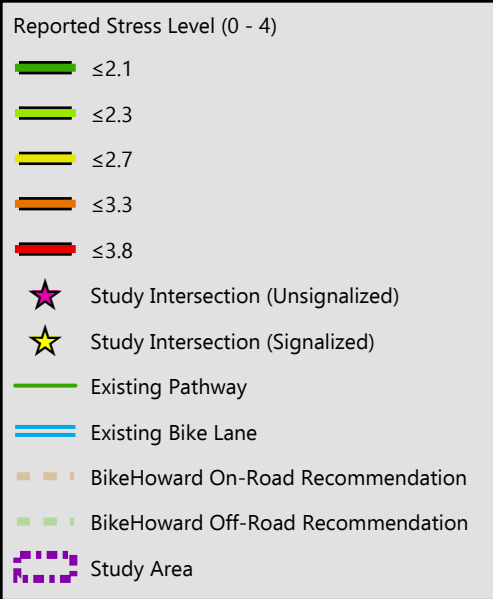 Reported Stress Level (0 - 4)
≤2.1
≤2.3
≤2.7
≤3.3
≤3.8
Study Intersection (Unsignalized)
Study Intersection (Signalized)
Existing Pathway
Existing Bike Lane
BikeHoward On-Road Recommendation
BikeHoward Off-Road Recommendation
Study Area